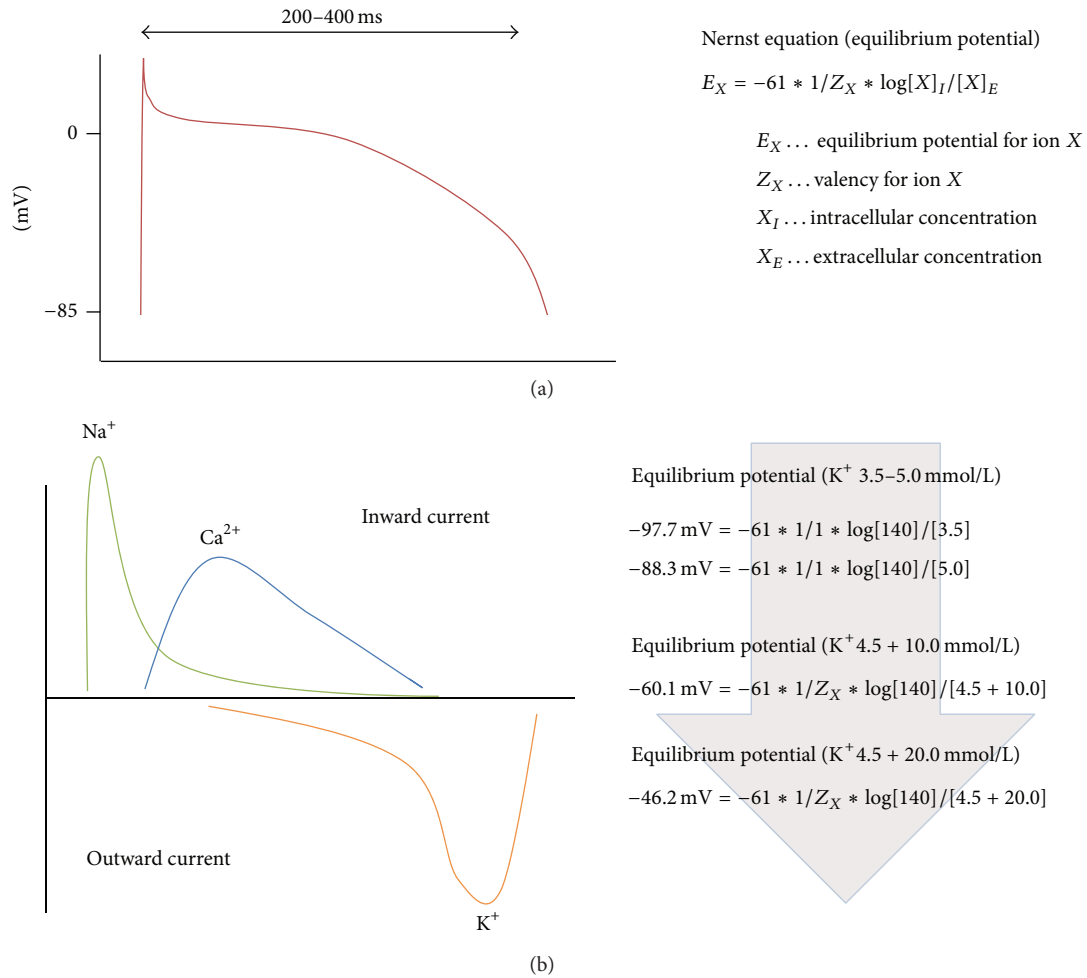 200–400 ms
0
(mV)
−85
Nernst equation (equilibrium potential)
E_X = −61 ∗ 1/Z_X ∗ log[X]_I/[X]_E
E_X … equilibrium potential for ion X
Z_X … valency for ion X
X_I … intracellular concentration
X_E … extracellular concentration
(a)
Na⁺
Ca²⁺
Inward current
Outward current
K⁺
Equilibrium potential (K⁺ 3.5–5.0 mmol/L)
−97.7 mV = −61 ∗ 1/1 ∗ log[140]/[3.5]
−88.3 mV = −61 ∗ 1/1 ∗ log[140]/[5.0]
Equilibrium potential (K⁺ 4.5 + 10.0 mmol/L)
−60.1 mV = −61 ∗ 1/Z_X ∗ log[140]/[4.5 + 10.0]
Equilibrium potential (K⁺ 4.5 + 20.0 mmol/L)
−46.2 mV = −61 ∗ 1/Z_X ∗ log[140]/[4.5 + 20.0]
(b)